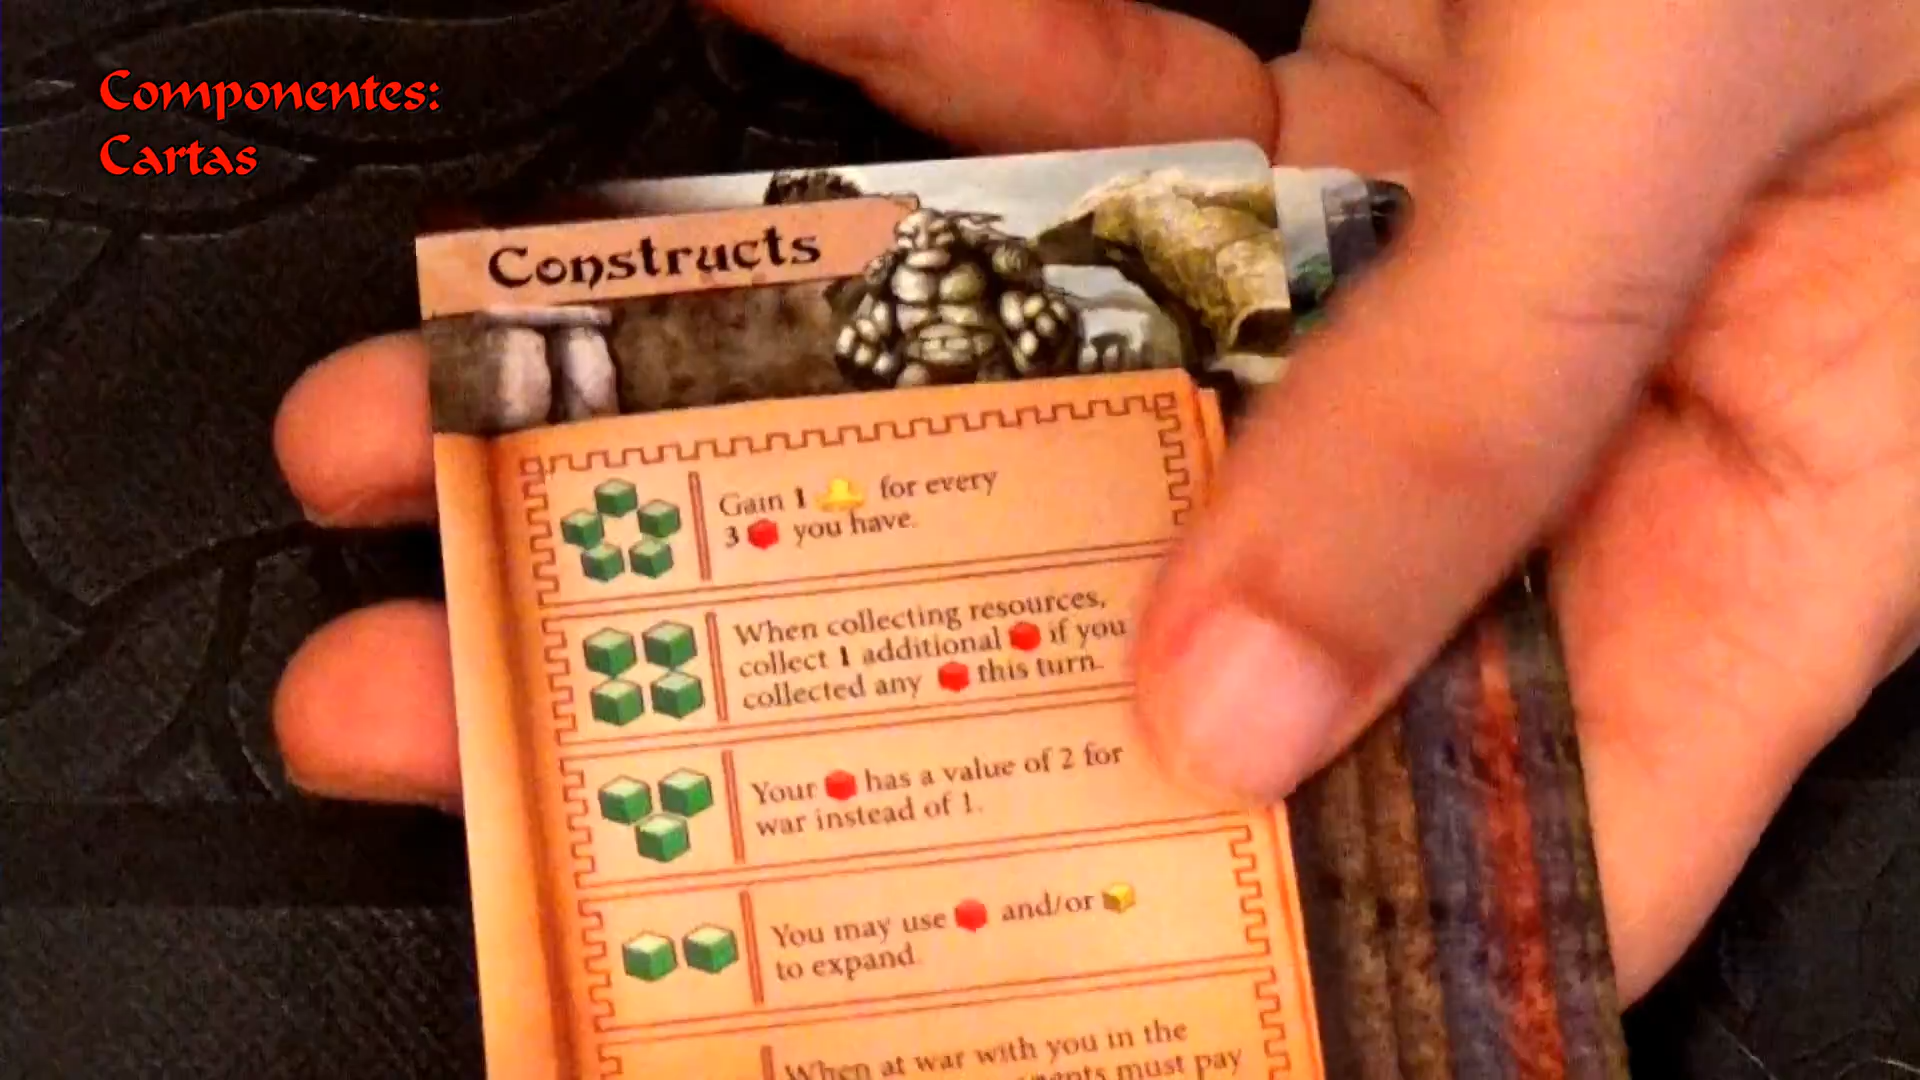 Componentes:
Cartas
Constructs
Gain 1 for every
3 you have.
When collecting resources,
collect 1 additional if you
collected any this turn.
Your has a value of 2 for
war instead of 1.
You may use and/or
to expand.
When at war with you in the
must pay